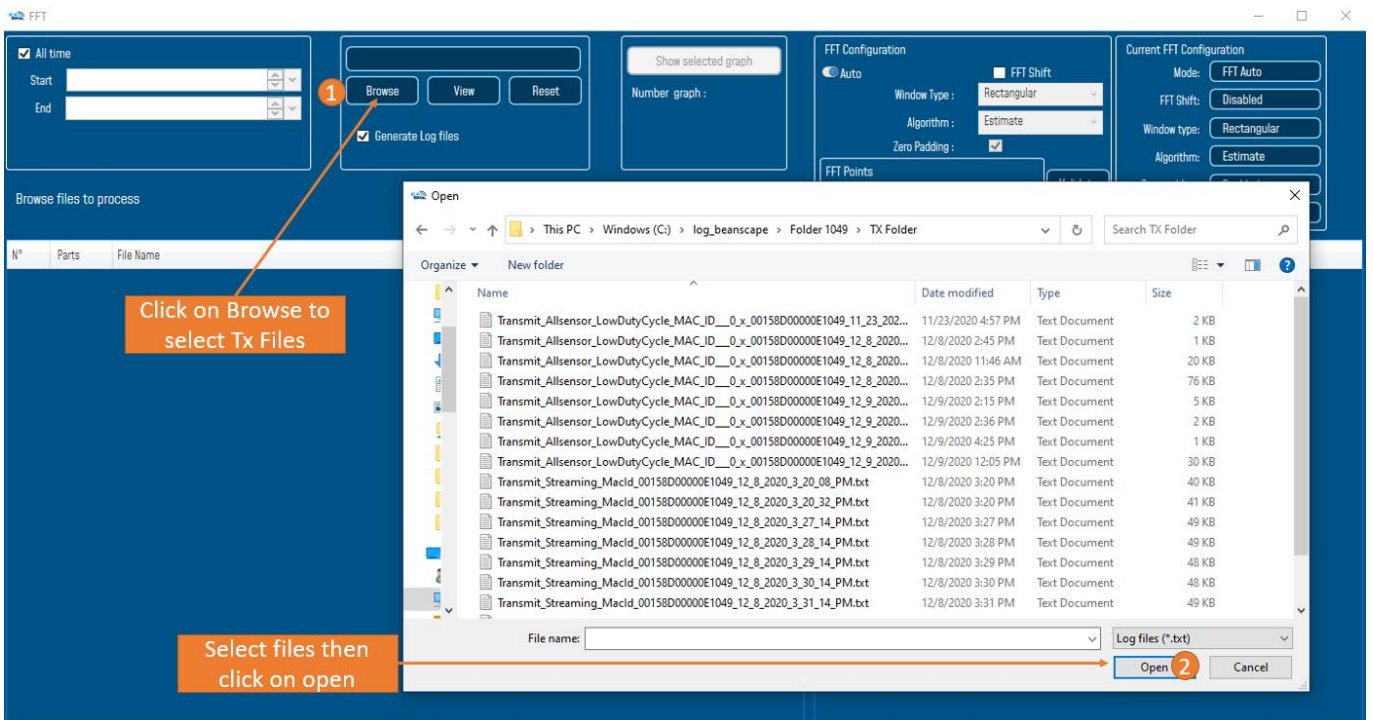 FFT
All time
Start
End
1
Browse
View
Reset
Generate Log files
Show selected graph
Number graph :
FFT Configuration
Auto
FFT Shift
Window Type :
Rectangular
Algorithm :
Estimate
Zero Padding :
FFT Points
Current FFT Configuration
Mode:
FFT Auto
FFT Shift:
Disabled
Window type:
Rectangular
Algorithm:
Estimate
Browse files to process
N°
Parts
File Name
Click on Browse to
select Tx Files
Open
This PC > Windows (C:) > log_beanscape > Folder 1049 > TX Folder
Search TX Folder
Organize
New folder
Name
Date modified
Type
Size
Transmit_Allsensor_LowDutyCycle_MAC_ID__0_x_00158D00000E1049_11_23_202... 11/23/2020 4:57 PM Text Document 2 KB
Transmit_Allsensor_LowDutyCycle_MAC_ID__0_x_00158D00000E1049_12_8_2020... 12/8/2020 2:45 PM Text Document 1 KB
Transmit_Allsensor_LowDutyCycle_MAC_ID__0_x_00158D00000E1049_12_8_2020... 12/8/2020 11:46 AM Text Document 20 KB
Transmit_Allsensor_LowDutyCycle_MAC_ID__0_x_00158D00000E1049_12_8_2020... 12/8/2020 2:35 PM Text Document 76 KB
Transmit_Allsensor_LowDutyCycle_MAC_ID__0_x_00158D00000E1049_12_9_2020... 12/9/2020 2:15 PM Text Document 5 KB
Transmit_Allsensor_LowDutyCycle_MAC_ID__0_x_00158D00000E1049_12_9_2020... 12/9/2020 2:36 PM Text Document 2 KB
Transmit_Allsensor_LowDutyCycle_MAC_ID__0_x_00158D00000E1049_12_9_2020... 12/9/2020 4:25 PM Text Document 1 KB
Transmit_Allsensor_LowDutyCycle_MAC_ID__0_x_00158D00000E1049_12_9_2020... 12/9/2020 12:05 PM Text Document 30 KB
Transmit_Streaming_MacId_00158D00000E1049_12_8_2020_3_20_08_PM.txt 12/8/2020 3:20 PM Text Document 40 KB
Transmit_Streaming_MacId_00158D00000E1049_12_8_2020_3_20_32_PM.txt 12/8/2020 3:20 PM Text Document 41 KB
Transmit_Streaming_MacId_00158D00000E1049_12_8_2020_3_27_14_PM.txt 12/8/2020 3:27 PM Text Document 49 KB
Transmit_Streaming_MacId_00158D00000E1049_12_8_2020_3_28_14_PM.txt 12/8/2020 3:28 PM Text Document 49 KB
Transmit_Streaming_MacId_00158D00000E1049_12_8_2020_3_29_14_PM.txt 12/8/2020 3:29 PM Text Document 48 KB
Transmit_Streaming_MacId_00158D00000E1049_12_8_2020_3_30_14_PM.txt 12/8/2020 3:30 PM Text Document 48 KB
Transmit_Streaming_MacId_00158D00000E1049_12_8_2020_3_31_14_PM.txt 12/8/2020 3:31 PM Text Document 49 KB
File name:
Log files (*.txt)
Select files then
click on open
Open
2
Cancel